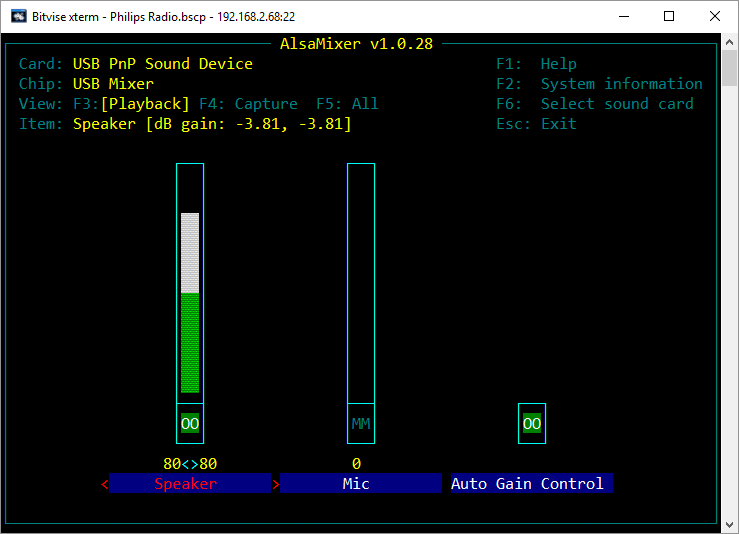 Bitvise xterm - Philips Radio.bscp - 192.168.2.68:22
AlsaMixer v1.0.28
Card: USB PnP Sound Device F1: Help
Chip: USB Mixer F2: System information
View: F3:[Playback] F4: Capture F5: All F6: Select sound card
Item: Speaker [dB gain: -3.81, -3.81] Esc: Exit
OO MM OO
80<>80 0
< Speaker > Mic Auto Gain Control